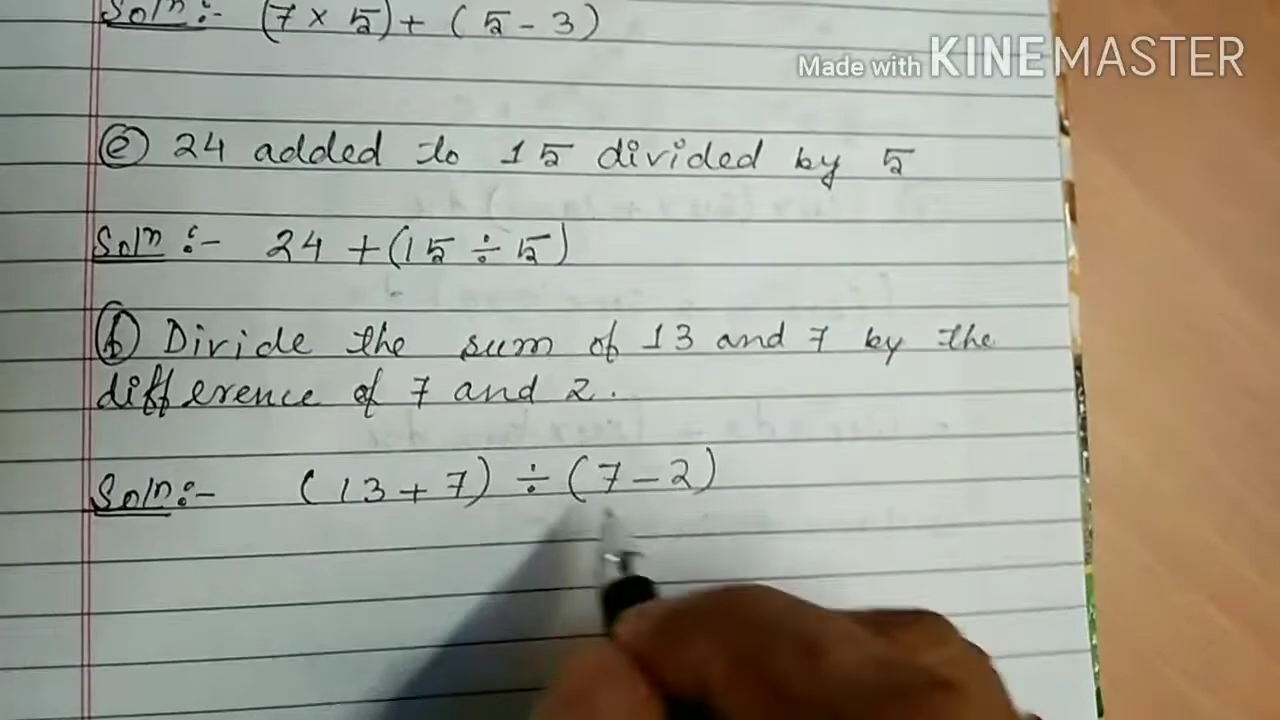 Soln :- (7 × 5) + (5 - 3)
Made with KINEMASTER
(e) 24 added to 15 divided by 5
Soln :- 24 + (15 ÷ 5)
(f) Divide the sum of 13 and 7 by the
difference of 7 and 2.
Soln :- (13 + 7) ÷ (7 - 2)